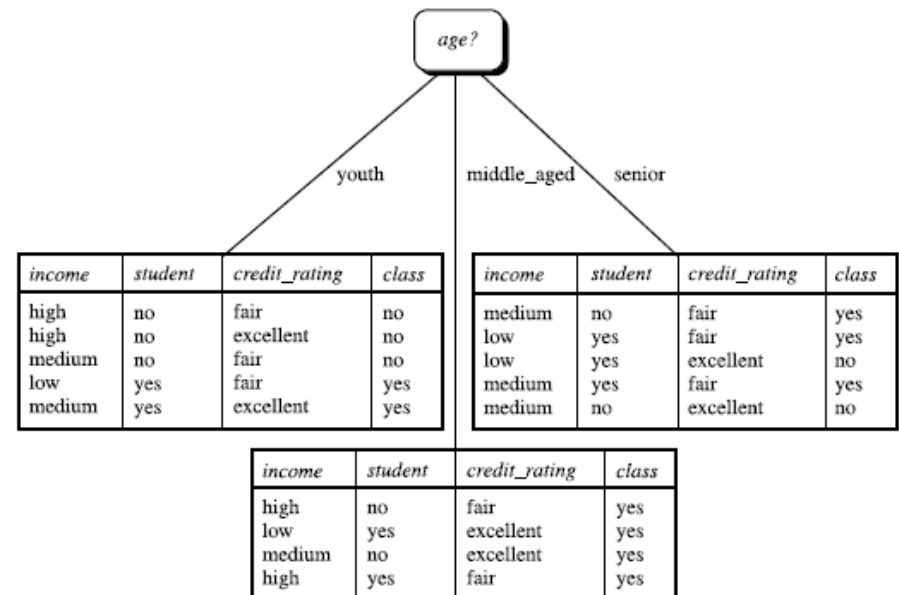 age?
youth
middle_aged
senior
income student credit_rating class
high no fair no
high no excellent no
medium no fair no
low yes fair yes
medium yes excellent yes
income student credit_rating class
medium no fair yes
low yes fair yes
low yes excellent no
medium yes fair yes
medium no excellent no
income student credit_rating class
high no fair yes
low yes excellent yes
medium no excellent yes
high yes fair yes